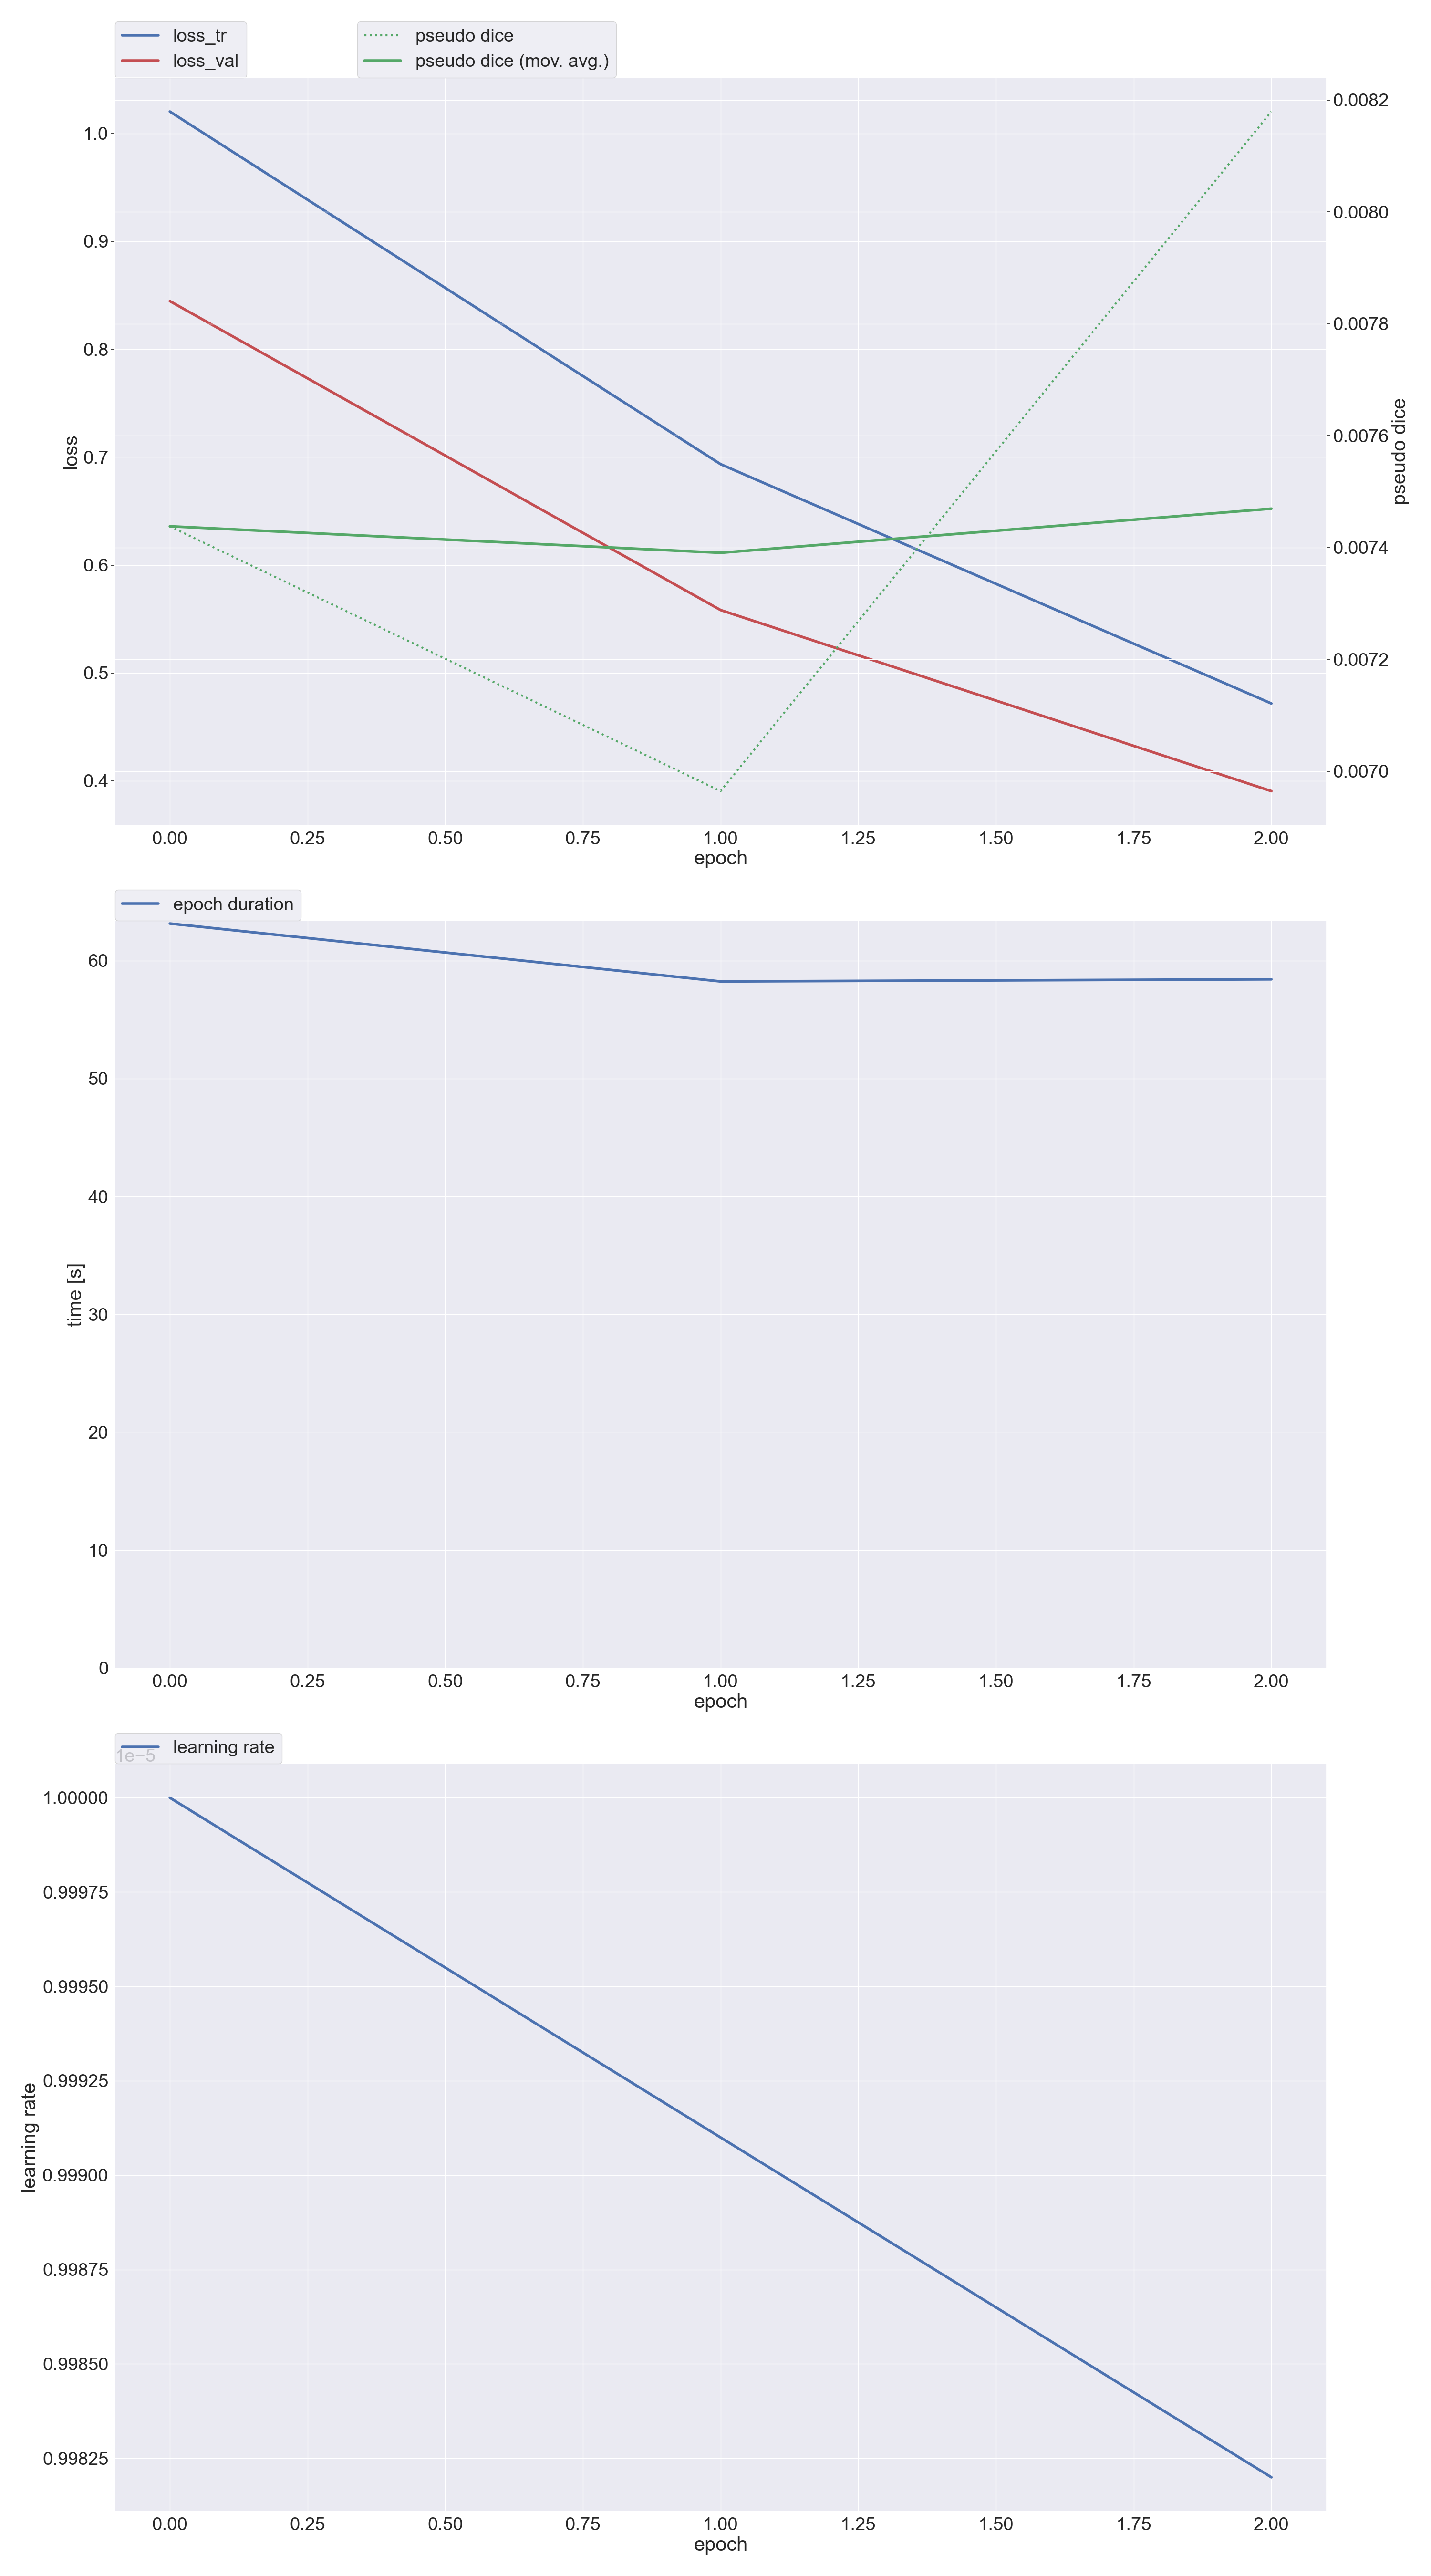 loss_tr
loss_val
pseudo dice
pseudo dice (mov. avg.)
1.0
0.9
0.8
0.7
0.6
0.5
0.4
loss
0.0082
0.0080
0.0078
0.0076
0.0074
0.0072
0.0070
pseudo dice
0.00 0.25 0.50 0.75 1.00 1.25 1.50 1.75 2.00
epoch
epoch duration
60
50
40
30
20
10
0
time [s]
0.00 0.25 0.50 0.75 1.00 1.25 1.50 1.75 2.00
epoch
learning rate
1e−5
1.00000
0.99975
0.99950
0.99925
0.99900
0.99875
0.99850
0.99825
learning rate
0.00 0.25 0.50 0.75 1.00 1.25 1.50 1.75 2.00
epoch